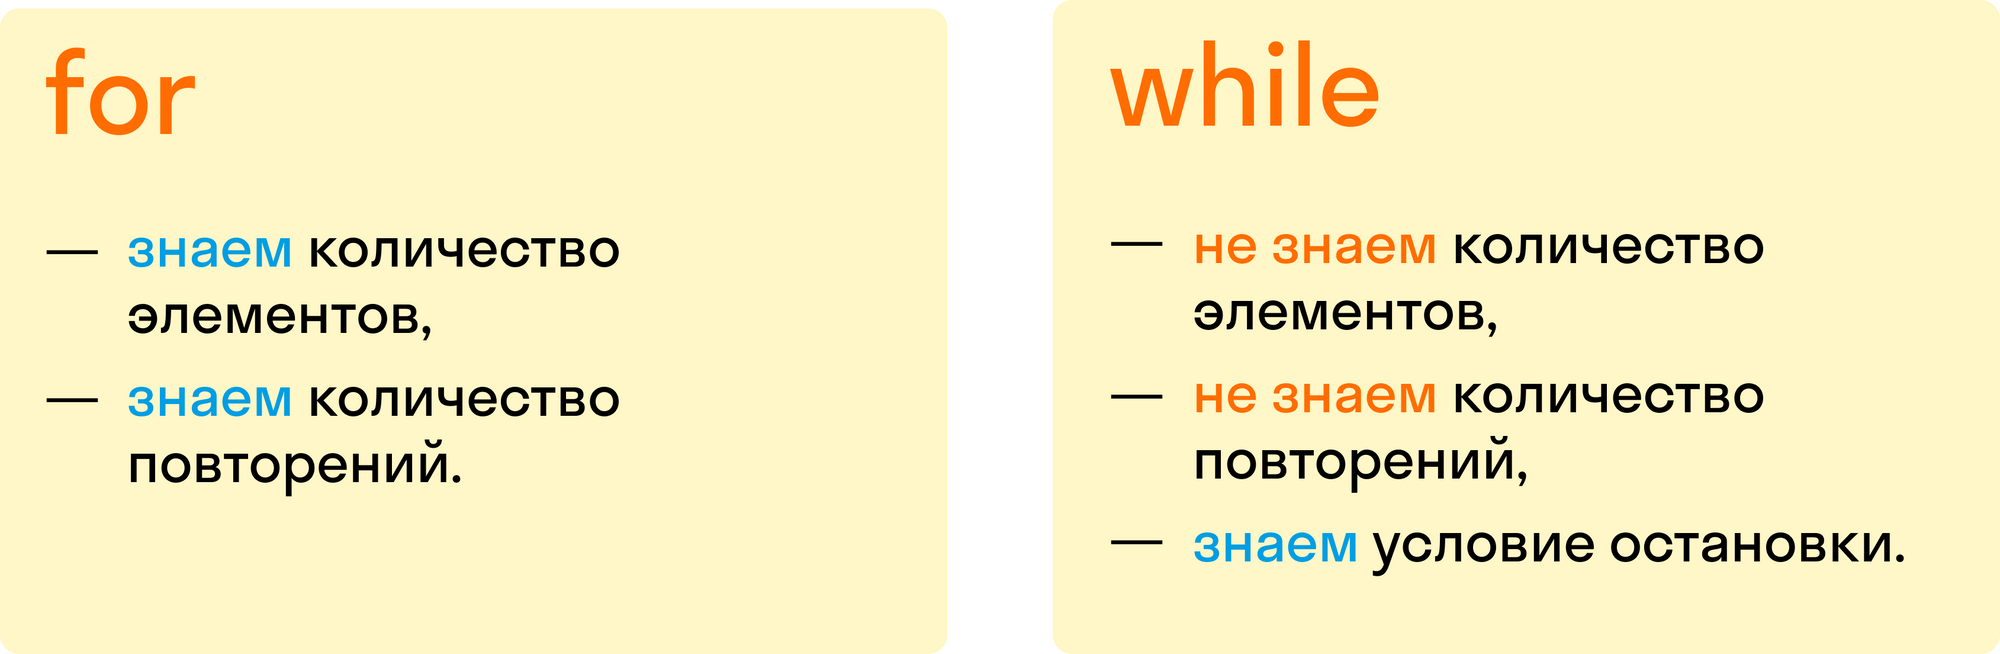 for
— знаем количество
элементов,
— знаем количество
повторений.
while
— не знаем количество
элементов,
— не знаем количество
повторений,
— знаем условие остановки.